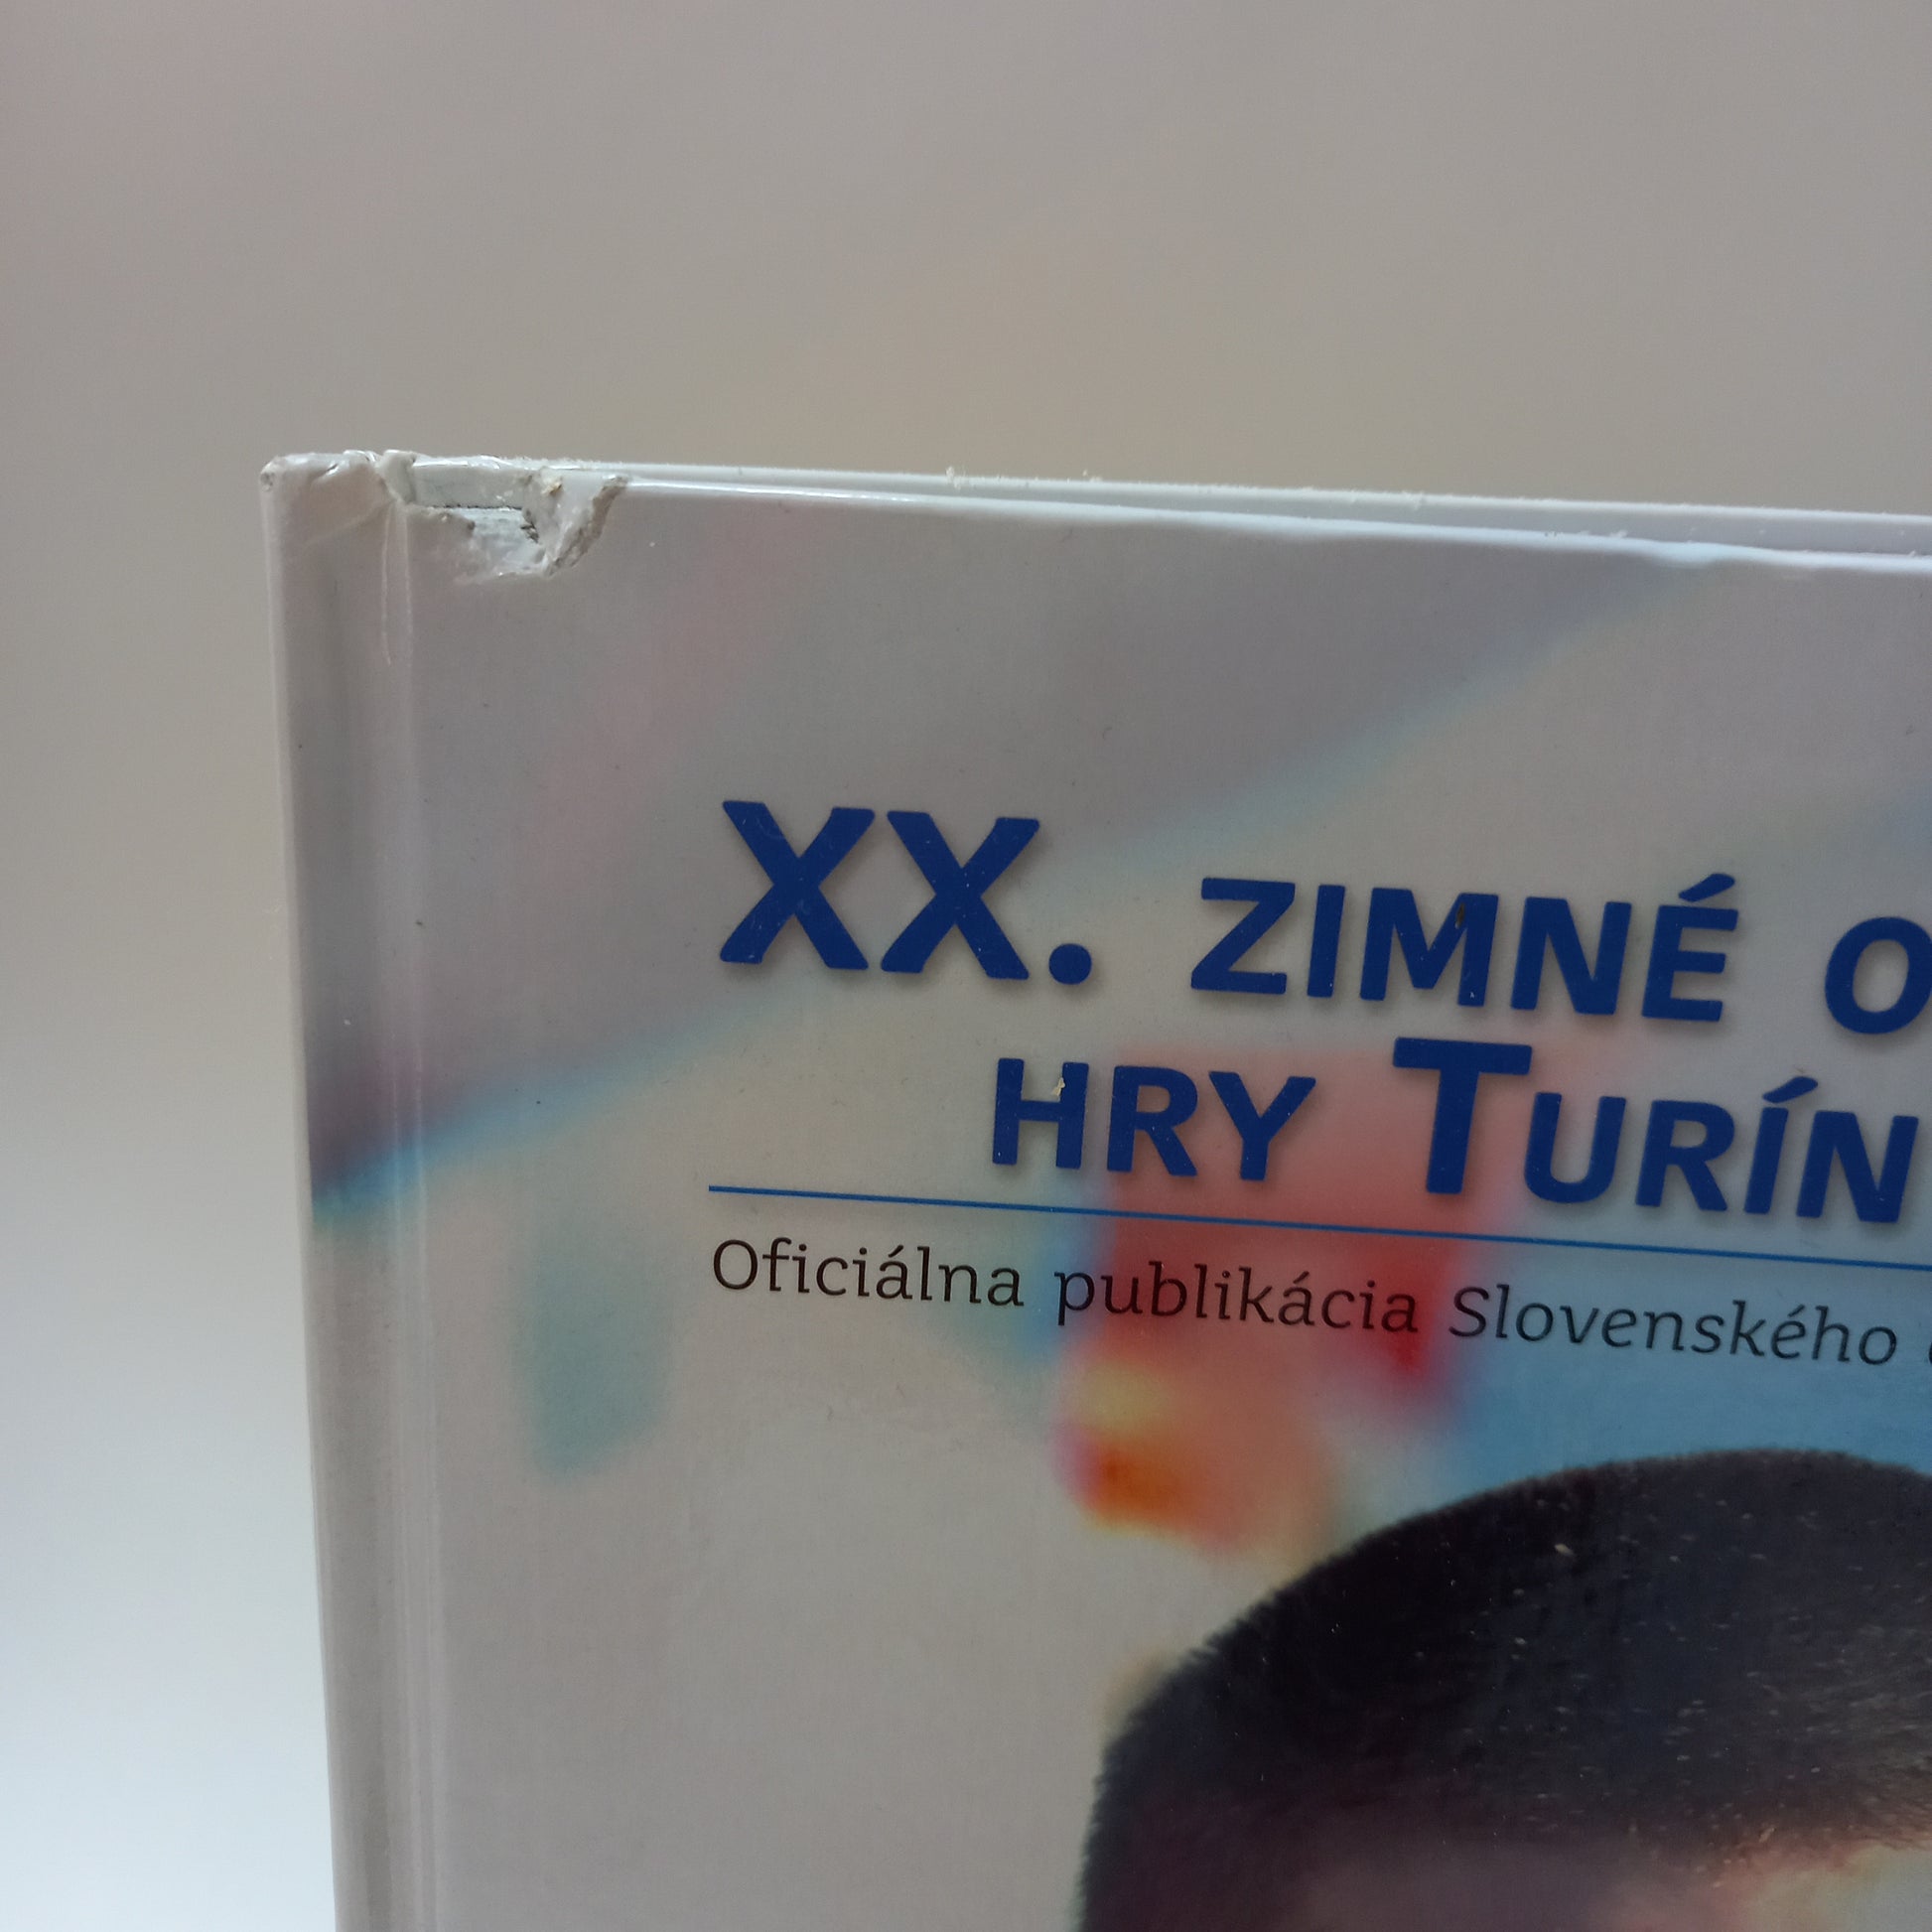 XX. ZIMNÉ O
HRY TURÍN
Oficiálna publikácia Slovenského